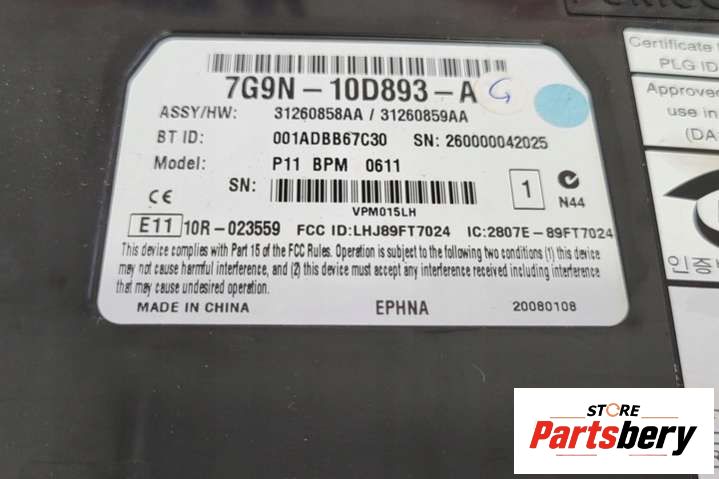 7G9N-10D893-A G
ASSY/HW: 31260858AA / 31260859AA
BT ID: 001ADBB67C30 SN: 260000042025
Model: P11 BPM 0611
SN:
VPM015LH
1
N44
CE
E11 10R-023559 FCC ID:LHJ89FT7024 IC:2807E-89FT7024
This device complies with Part 15 of the FCC Rules. Operation is subject to the following two conditions (1) this device
may not cause harmful interference, and (2) this device must accept any interference received including interference
that may cause undesired operation.
MADE IN CHINA EPHNA 20080108
Certificate
PLG ID
Approved
use in
(DA
인증
STORE
Partsbery